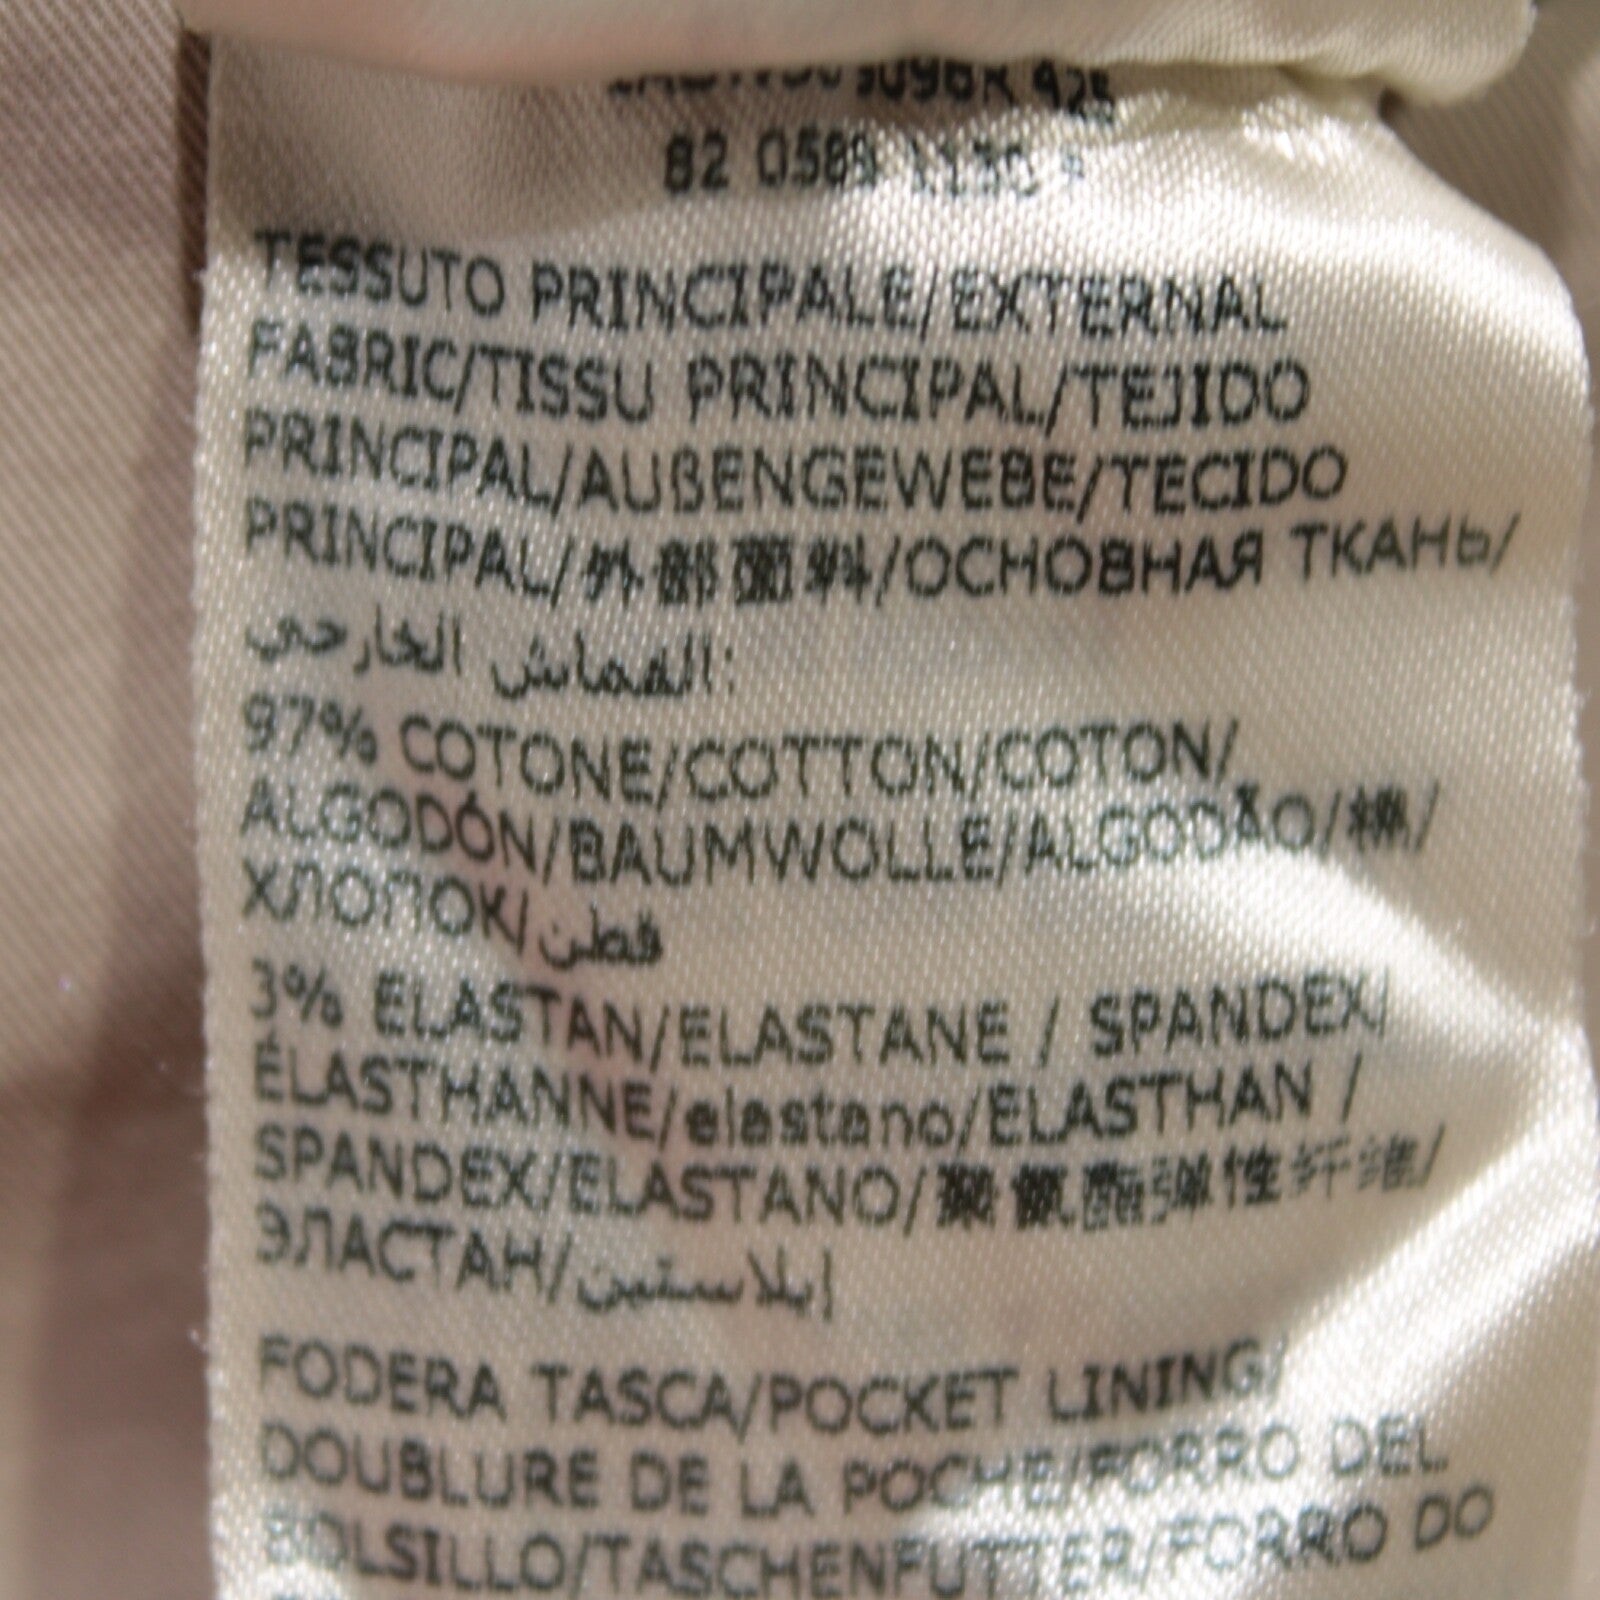 82 0589
TESSUTO PRINCIPALE/EXTERNAL
FABRIC/TISSU PRINCIPAL/TEJIDO
PRINCIPAL/AUßENGEWEBE/TECIDO
PRINCIPAL/外部面料/ОСНОВНАЯ ТКАНЬ/
القماش الخارجي:
97% COTONE/COTTON/COTON/
ALGODÓN/BAUMWOLLE/ALGODÃO/棉/
ХЛОПОК/قطن
3% ELASTAN/ELASTANE / SPANDEX/
ÉLASTHANNE/elastano/ELASTHAN /
SPANDEX/ELASTANO/聚氨酯弹性纤维/
ЭЛАСТАН/إيلاستين
FODERA TASCA/POCKET LINING/
DOUBLURE DE LA POCHE/FORRO DEL
BOLSILLO/TASCHENFUTTER/FORRO DO